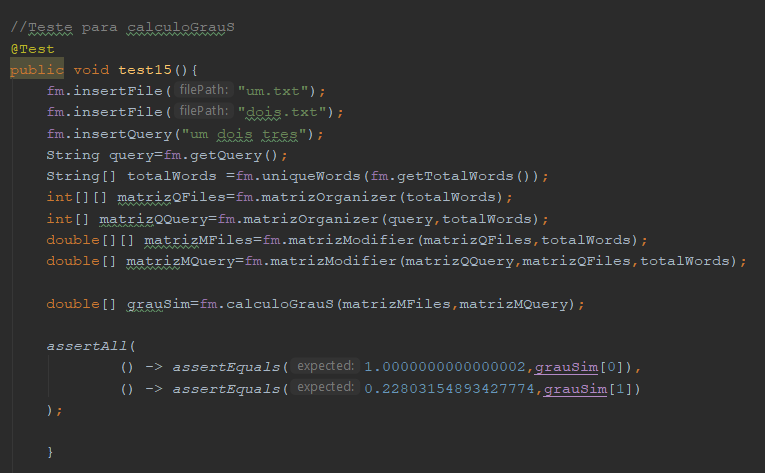 //Teste para calculoGrauS
@Test
public void test15(){
fm.insertFile( filePath: "um.txt");
fm.insertFile( filePath: "dois.txt");
fm.insertQuery("um dois tres");
String query=fm.getQuery();
String[] totalWords =fm.uniqueWords(fm.getTotalWords());
int[][] matrizQFiles=fm.matrizOrganizer(totalWords);
int[] matrizQQuery=fm.matrizOrganizer(query,totalWords);
double[][] matrizMFiles=fm.matrizModifier(matrizQFiles,totalWords);
double[] matrizMQuery=fm.matrizModifier(matrizQQuery,matrizQFiles,totalWords);
double[] grauSim=fm.calculoGrauS(matrizMFiles,matrizMQuery);
assertAll(
() -> assertEquals( expected: 1.0000000000000002,grauSim[0]),
() -> assertEquals( expected: 0.22803154893427774,grauSim[1])
);
}